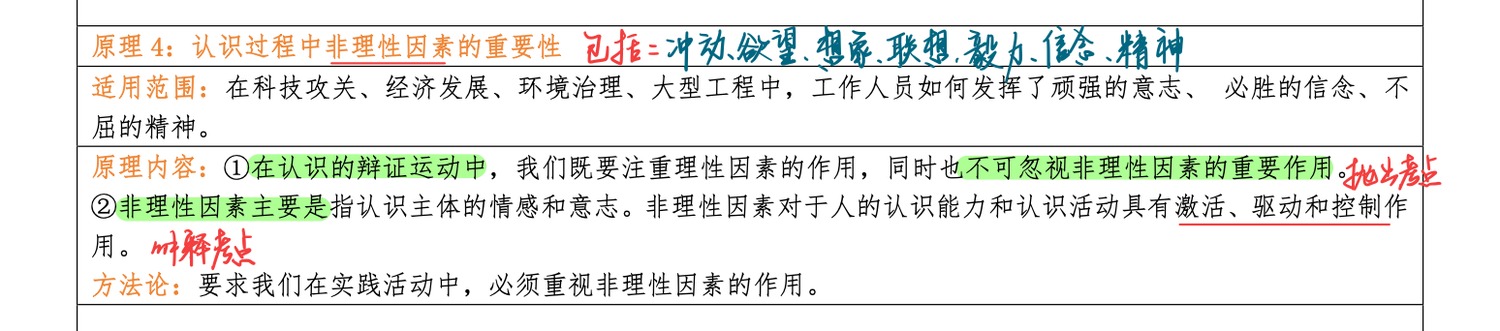 原理 4：认识过程中非理性因素的重要性 包括：冲动、欲望、想象、联想、毅力、信念、精神
适用范围：在科技攻关、经济发展、环境治理、大型工程中，工作人员如何发挥了顽强的意志、 必胜的信念、不
屈的精神。
原理内容：①在认识的辩证运动中，我们既要注重理性因素的作用，同时也不可忽视非理性因素的重要作用。抛出考点
②非理性因素主要是指认识主体的情感和意志。非理性因素对于人的认识能力和认识活动具有激活、驱动和控制作
用。 解释考点
方法论：要求我们在实践活动中，必须重视非理性因素的作用。